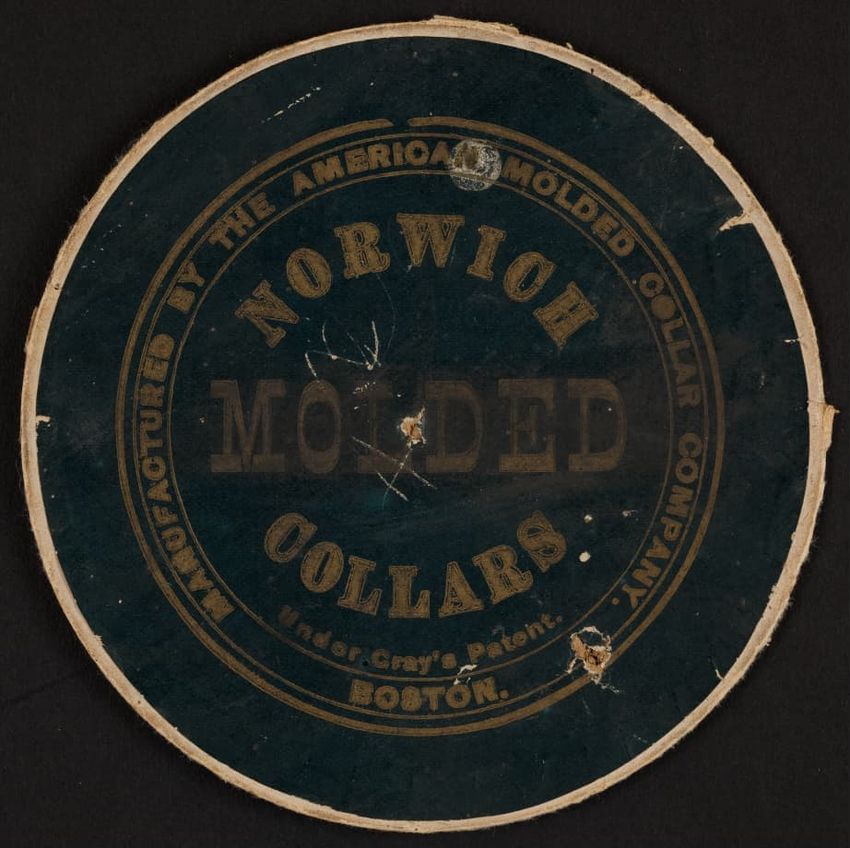 MANUFACTURED BY THE AMERICAN MOLDED COLLAR COMPANY.
NORWICH
MOLDED
COLLARS
Under Gray's Patent.
BOSTON.